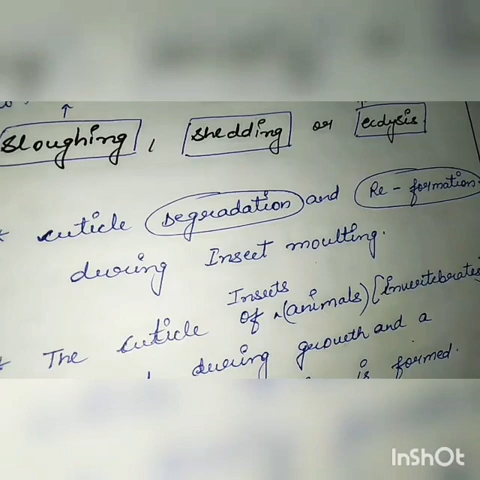 sloughing, shedding or ecdysis
* cuticle Degradation and Re-formation
during Insect moulting.
Insects
* The cuticle of (animals) [invertebrates
during growth and a
is formed.
InShOt